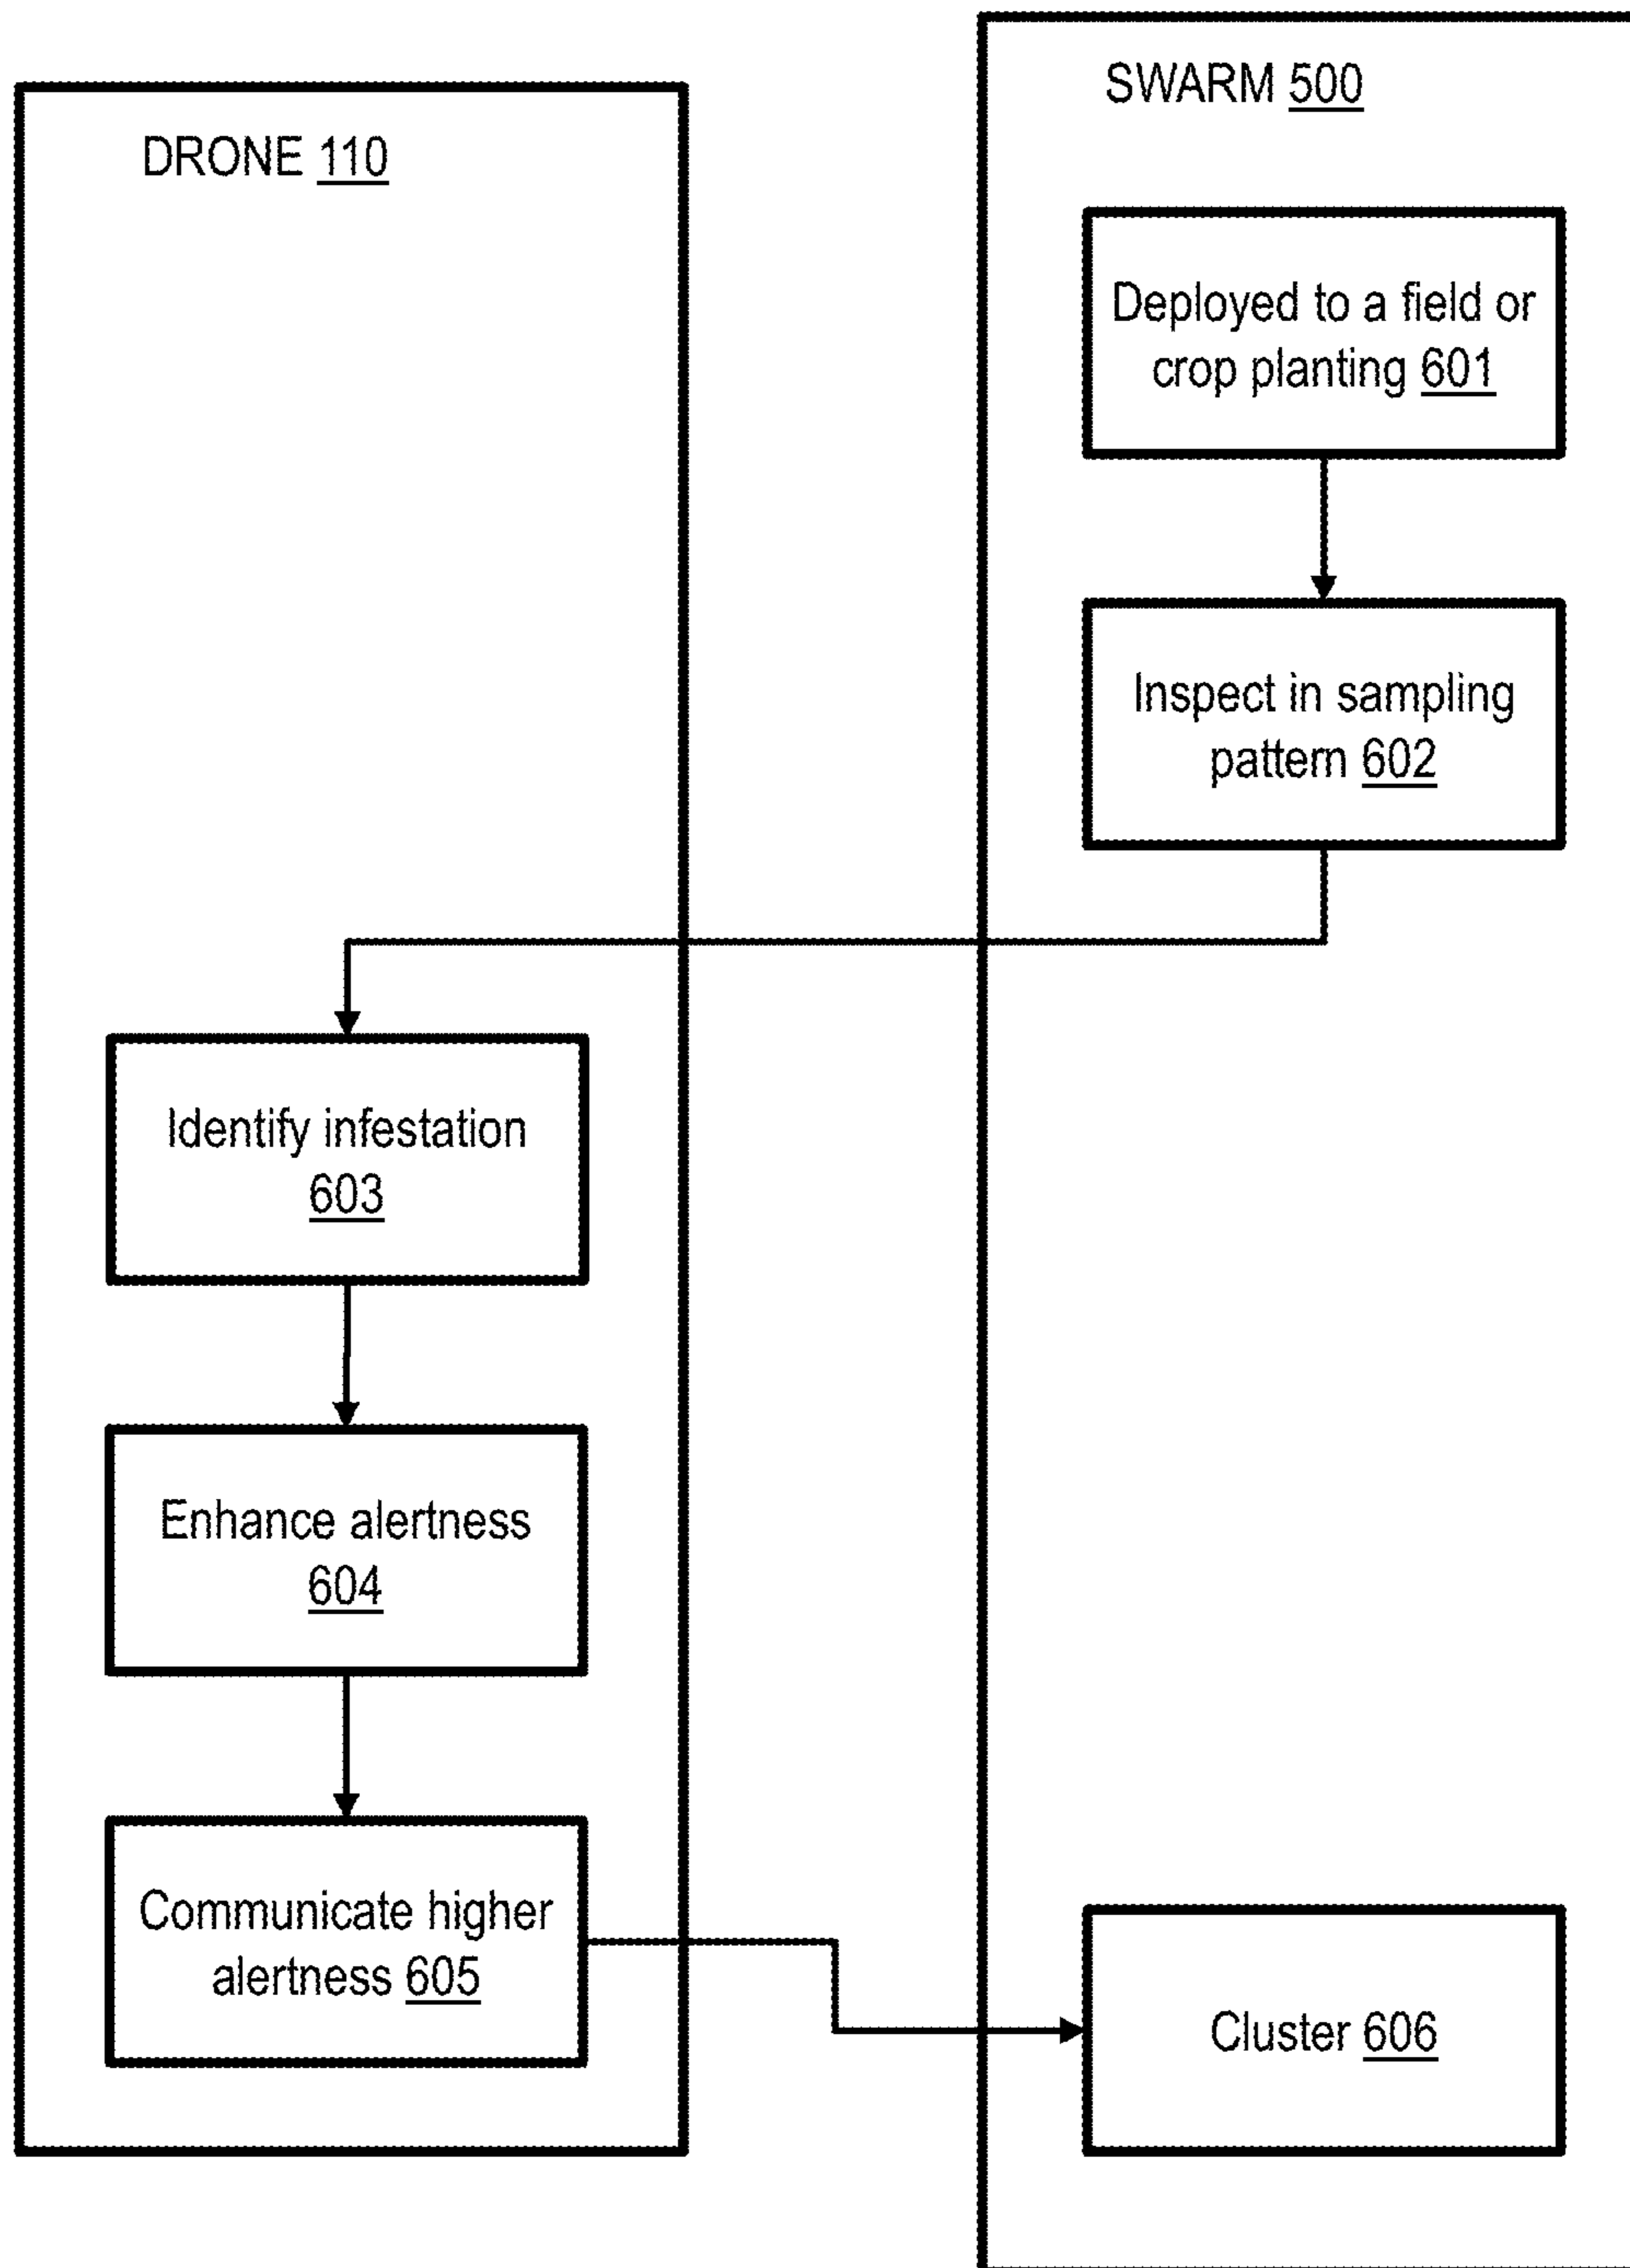 DRONE 110
SWARM 500
Deployed to a field or
crop planting 601
Inspect in sampling
pattern 602
Identify infestation
603
Enhance alertness
604
Communicate higher
alertness 605
Cluster 606